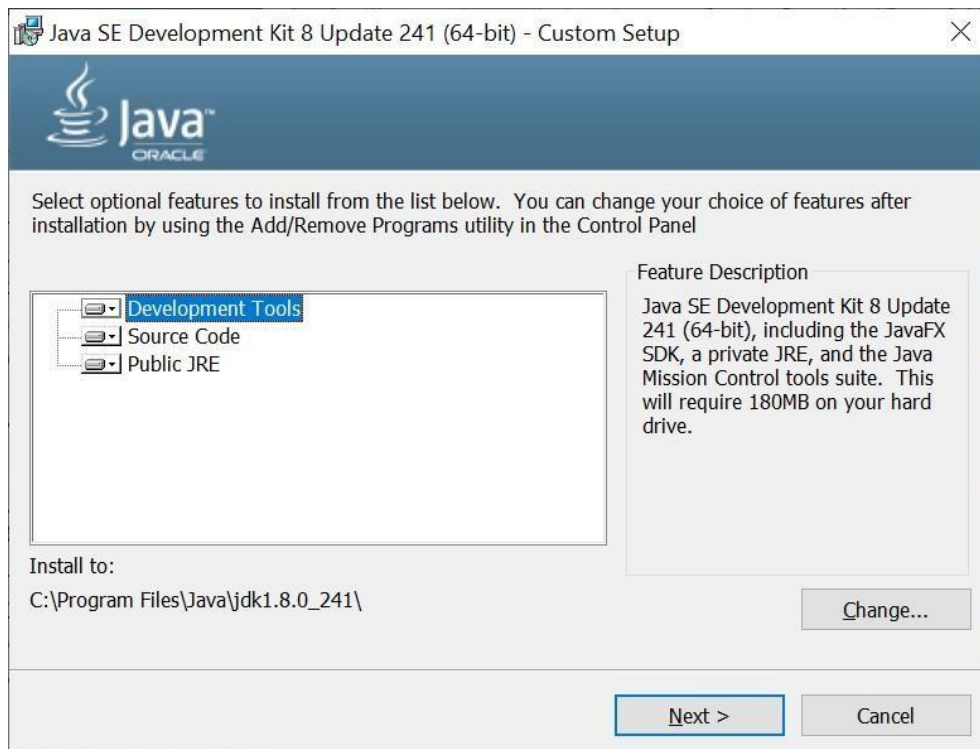 Java SE Development Kit 8 Update 241 (64-bit) - Custom Setup
Java™
ORACLE
Select optional features to install from the list below. You can change your choice of features after
installation by using the Add/Remove Programs utility in the Control Panel
Development Tools
Source Code
Public JRE
Feature Description
Java SE Development Kit 8 Update
241 (64-bit), including the JavaFX
SDK, a private JRE, and the Java
Mission Control tools suite. This
will require 180MB on your hard
drive.
Install to:
C:\Program Files\Java\jdk1.8.0_241\
Change...
Next >
Cancel